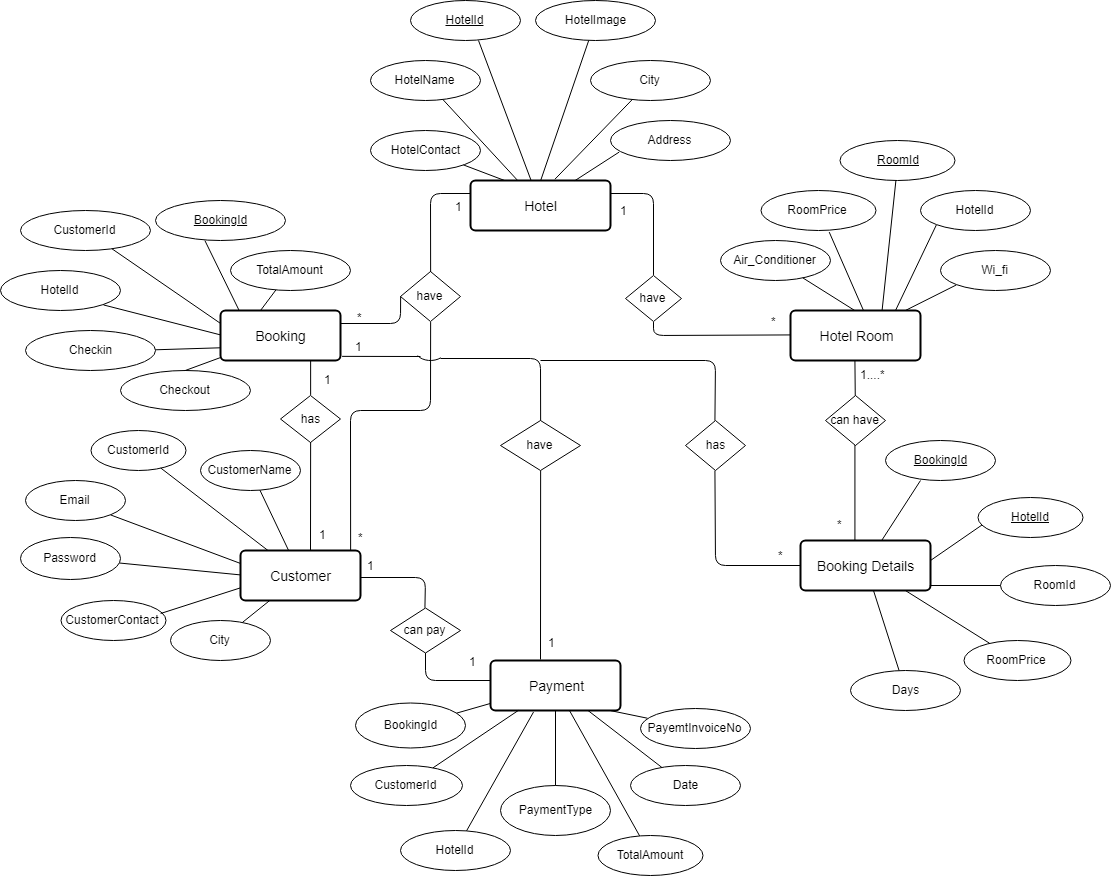 HotelId
HotelImage
HotelName
City
HotelContact
Address
Hotel
1
1
RoomId
RoomPrice
HotelId
Air_Conditioner
Wi_fi
BookingId
CustomerId
TotalAmount
HotelId
Checkin
Checkout
have
have
*
*
Booking
Hotel Room
1
1
1....*
has
can have
have
has
CustomerId
CustomerName
Email
Password
CustomerContact
City
BookingId
HotelId
RoomId
RoomPrice
Days
1
*
*
*
Customer
1
Booking Details
can pay
1
1
Payment
BookingId
PayemtInvoiceNo
CustomerId
Date
PaymentType
HotelId
TotalAmount